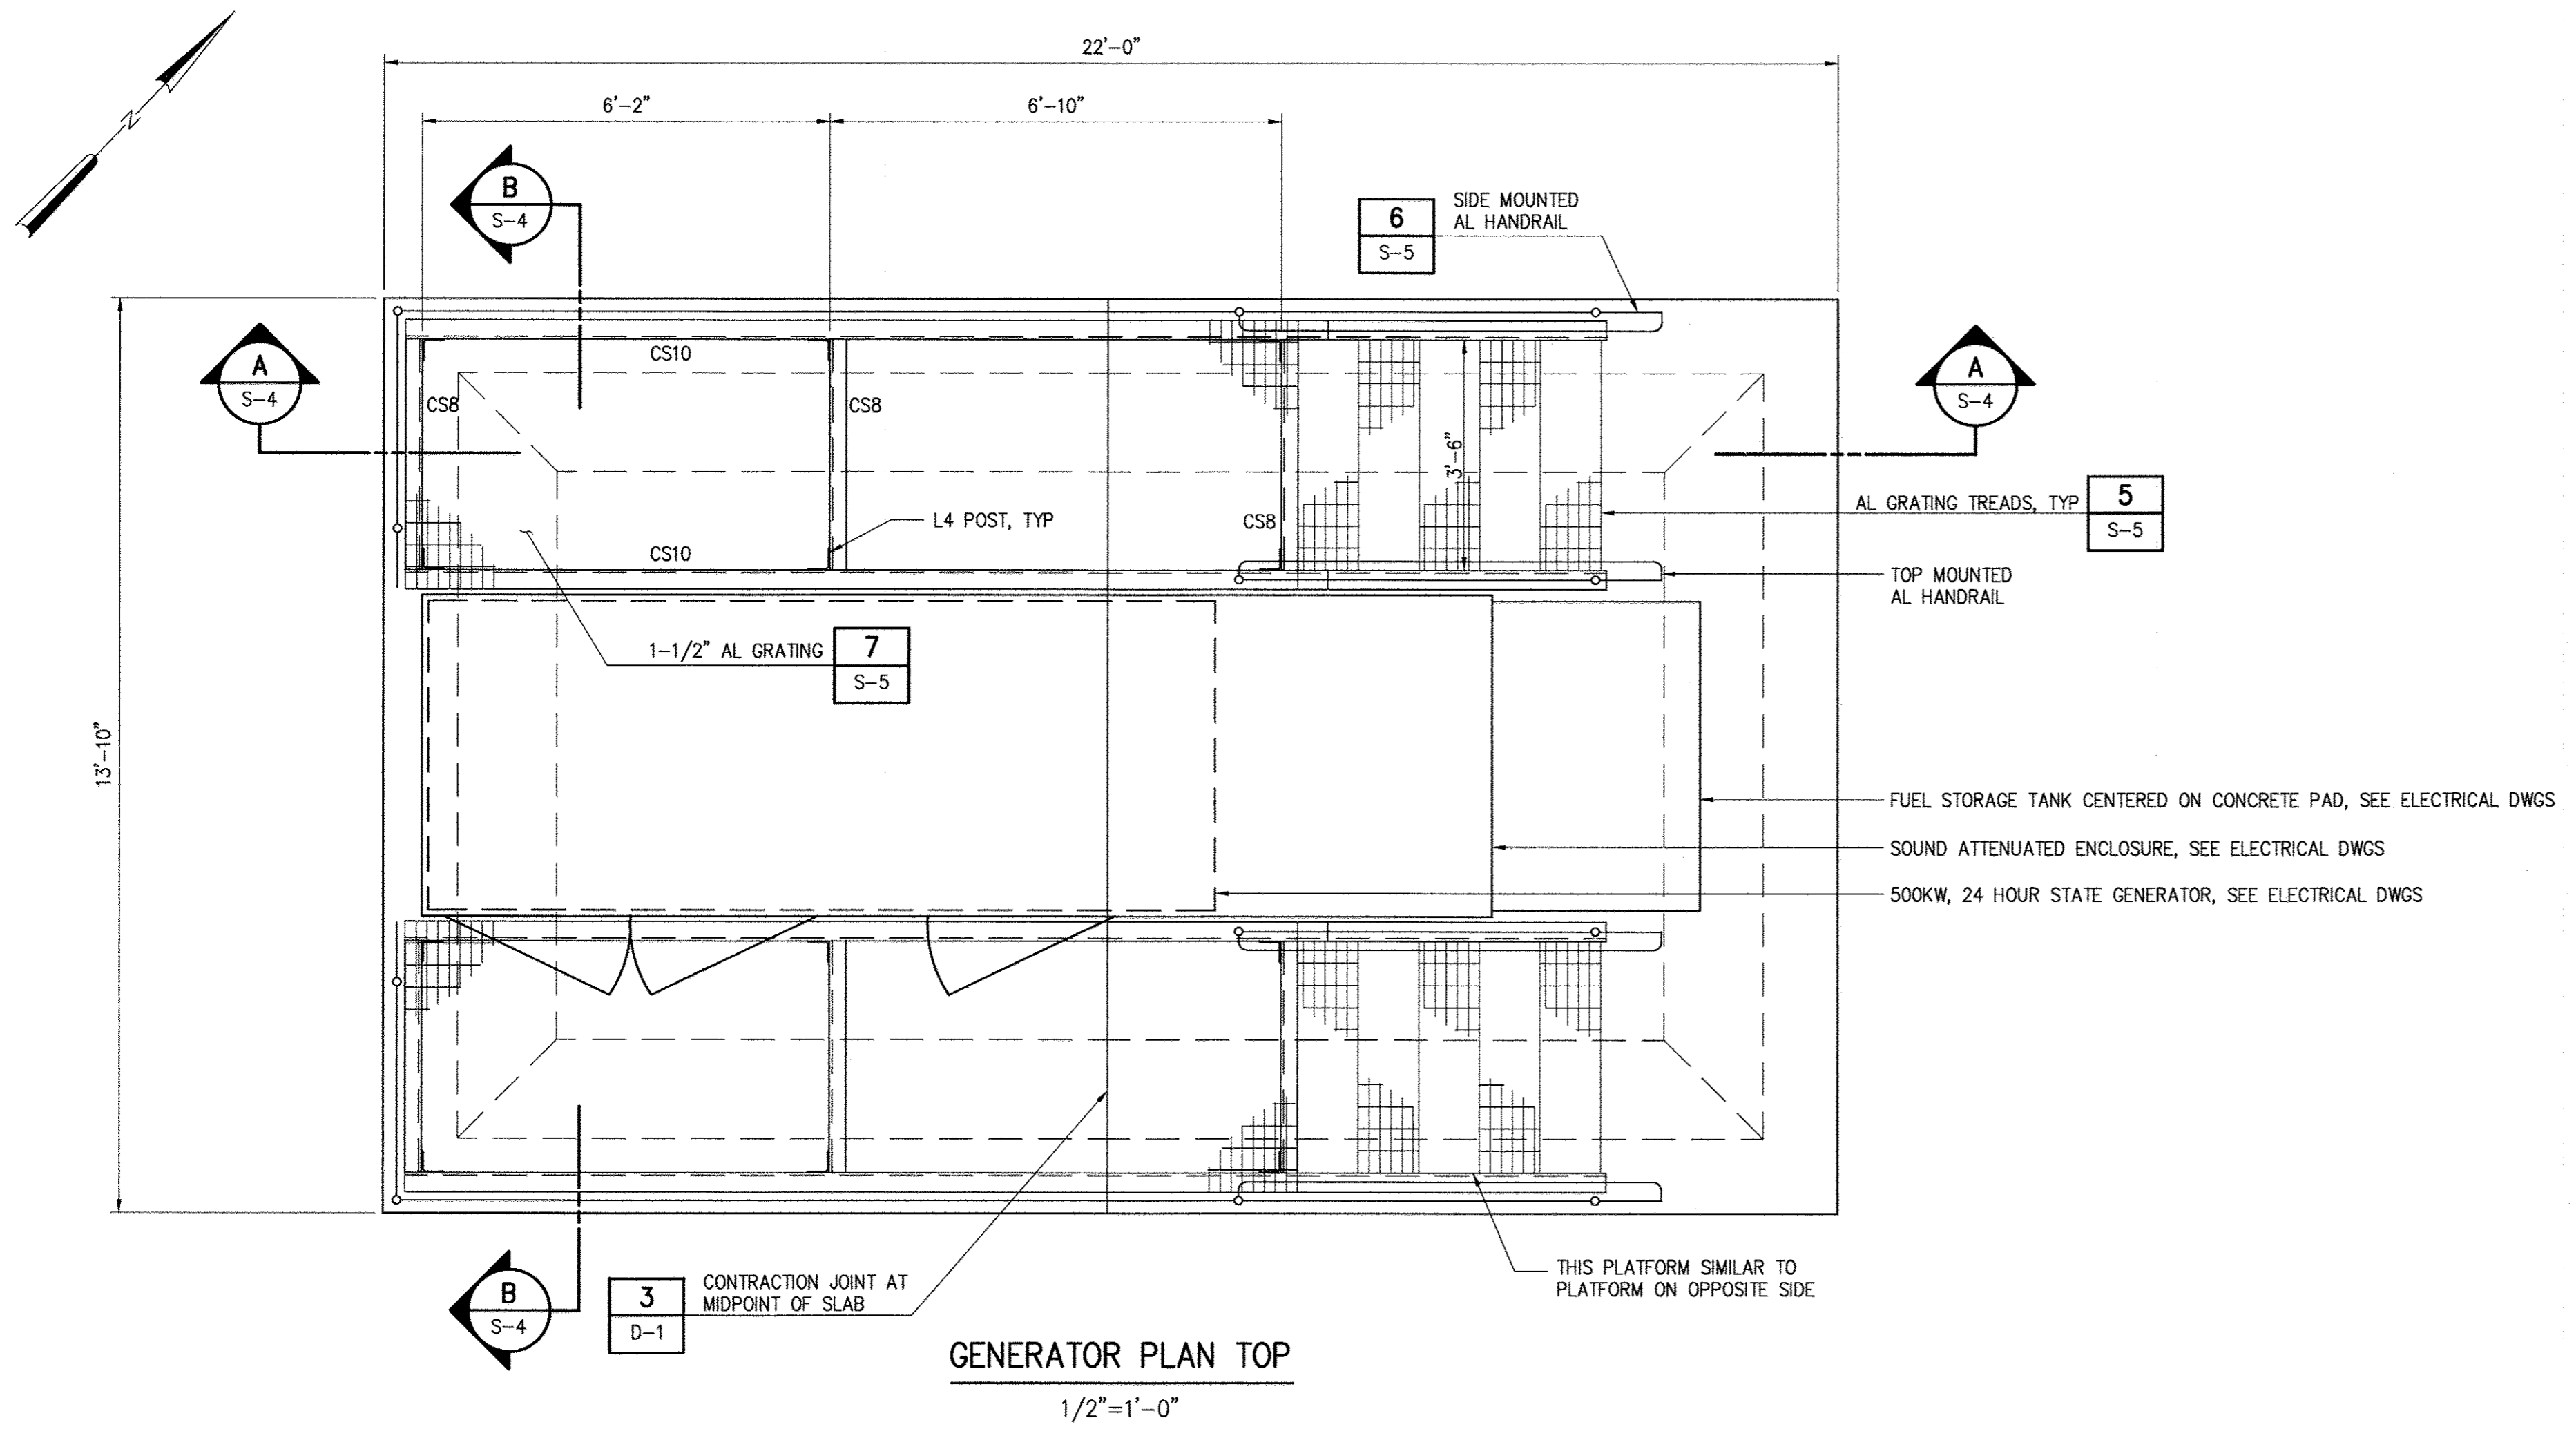 22'-0"
6'-2"
6'-10"
N
B
S-4
6
S-5
SIDE MOUNTED
AL HANDRAIL
A
S-4
CS10
CS8
CS8
A
S-4
3'-6"
L4 POST, TYP
CS8
AL GRATING TREADS, TYP
5
S-5
CS10
TOP MOUNTED
AL HANDRAIL
1-1/2" AL GRATING
7
S-5
13'-10"
FUEL STORAGE TANK CENTERED ON CONCRETE PAD, SEE ELECTRICAL DWGS
SOUND ATTENUATED ENCLOSURE, SEE ELECTRICAL DWGS
500KW, 24 HOUR STATE GENERATOR, SEE ELECTRICAL DWGS
B
S-4
3
D-1
CONTRACTION JOINT AT
MIDPOINT OF SLAB
THIS PLATFORM SIMILAR TO
PLATFORM ON OPPOSITE SIDE
GENERATOR PLAN TOP
1/2"=1'-0"